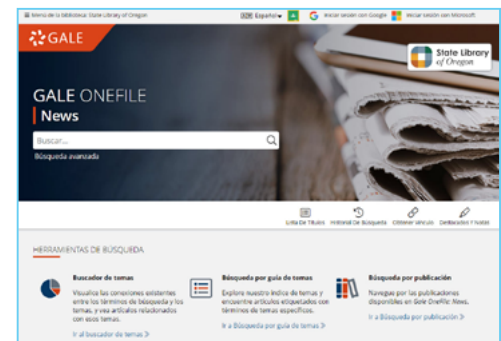 Menú de la biblioteca: State Library of Oregon
Español
Iniciar sesión con Google
Iniciar sesión con Microsoft
GALE
State Library
of Oregon
GALE ONEFILE
News
Buscar...
Búsqueda avanzada
Lista De Títulos
Historial De Búsqueda
Obtener Vínculo
Destacados Y Notas
HERRAMIENTAS DE BÚSQUEDA
Buscador de temas
Visualiza las conexiones existentes
entre los términos de búsqueda y los
temas, y vea artículos relacionados
con esos temas.
Ir al buscador de temas >
Búsqueda por guía de temas
Explore nuestro índice de temas y
encuentre artículos etiquetados con
términos de temas específicos.
Ir a Búsqueda por guía de temas >
Búsqueda por publicación
Navegue por las publicaciones
disponibles en Gale OneFile: News.
Ir a Búsqueda por publicación >